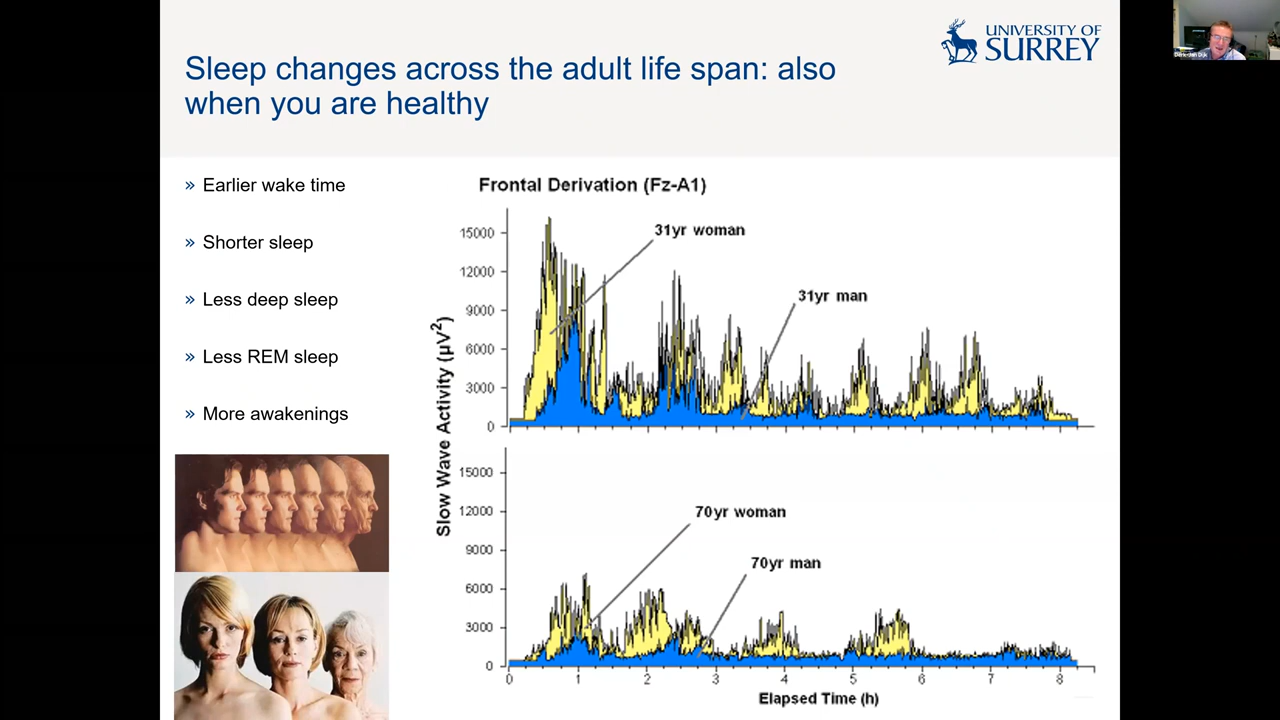 UNIVERSITY OF
SURREY
Sleep changes across the adult life span: also
when you are healthy
» Earlier wake time
» Shorter sleep
» Less deep sleep
» Less REM sleep
» More awakenings
Frontal Derivation (Fz-A1)
Slow Wave Activity (µV²)
15000
12000
9000
6000
3000
0
31yr woman
31yr man
15000
12000
9000
6000
3000
0
70yr woman
70yr man
0 1 2 3 4 5 6 7 8
Elapsed Time (h)